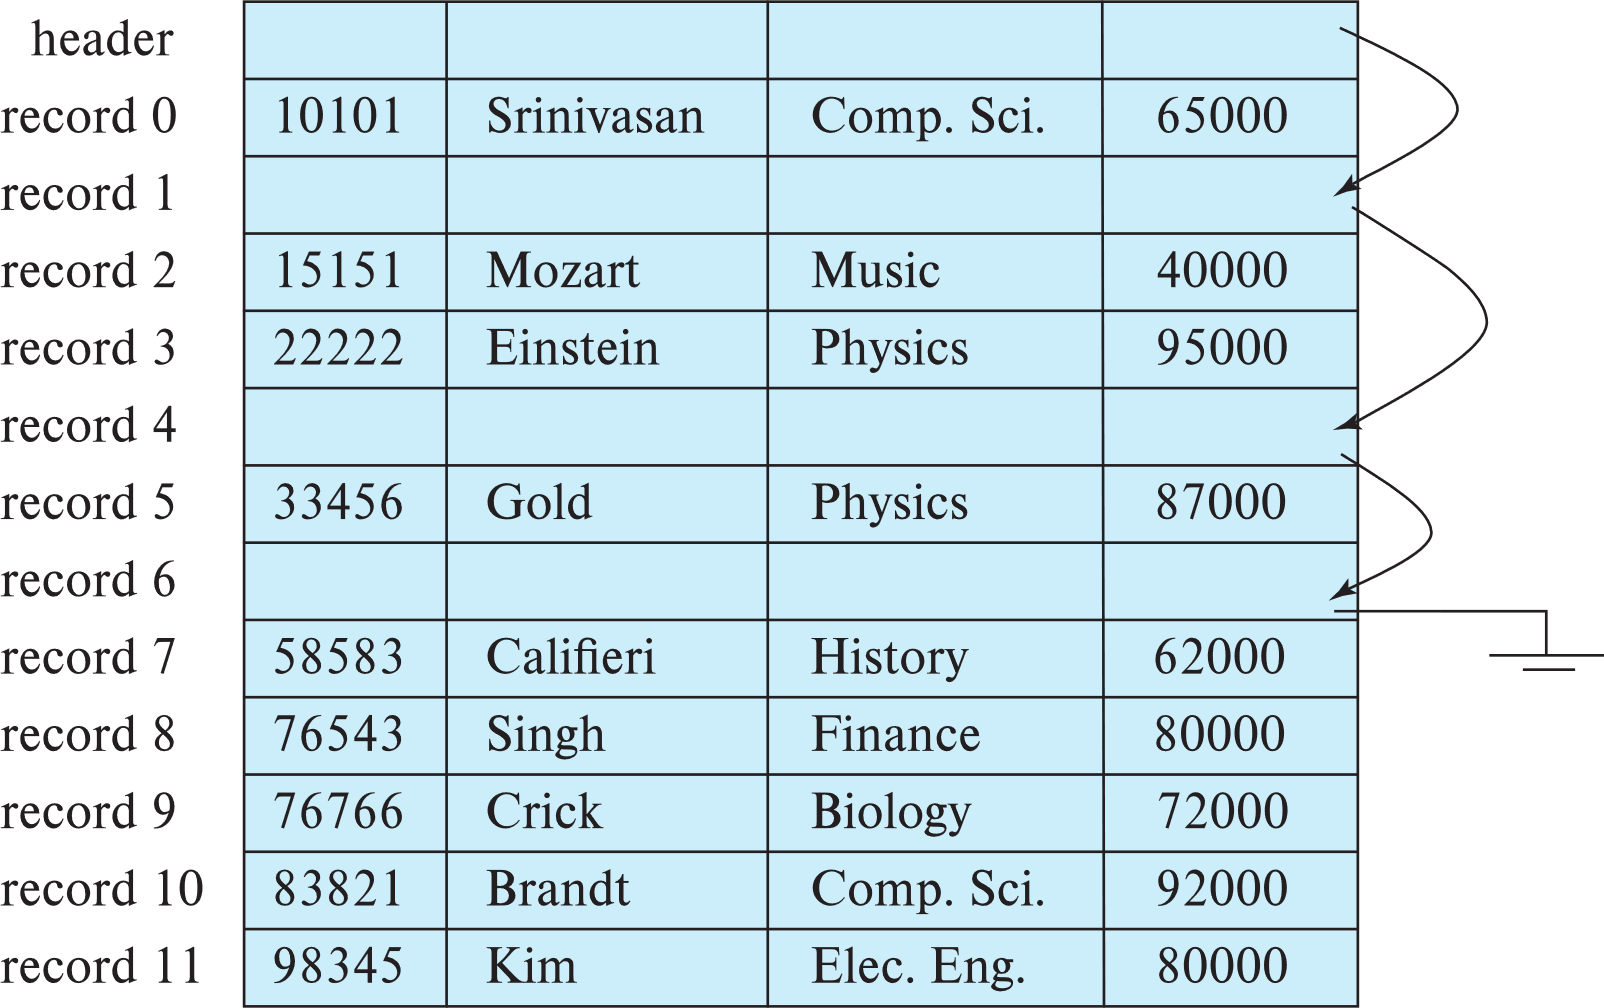 header
record 0 10101 Srinivasan Comp. Sci. 65000
record 1
record 2 15151 Mozart Music 40000
record 3 22222 Einstein Physics 95000
record 4
record 5 33456 Gold Physics 87000
record 6
record 7 58583 Califieri History 62000
record 8 76543 Singh Finance 80000
record 9 76766 Crick Biology 72000
record 10 83821 Brandt Comp. Sci. 92000
record 11 98345 Kim Elec. Eng. 80000